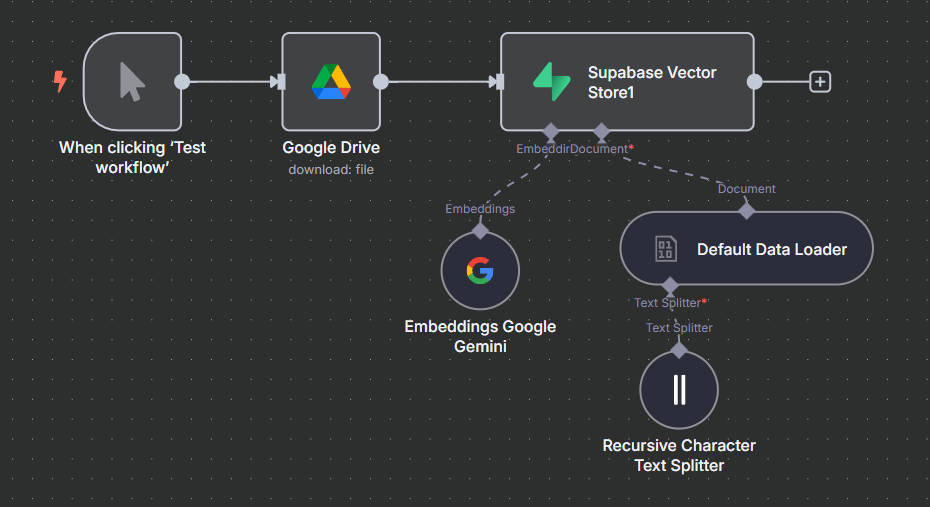 Supabase Vector
Store1
When clicking ‘Test
workflow’
Google Drive
download: file
EmbeddirDocument*
Document
Embeddings
Default Data Loader
Text Splitter*
Text Splitter
Embeddings Google
Gemini
Recursive Character
Text Splitter